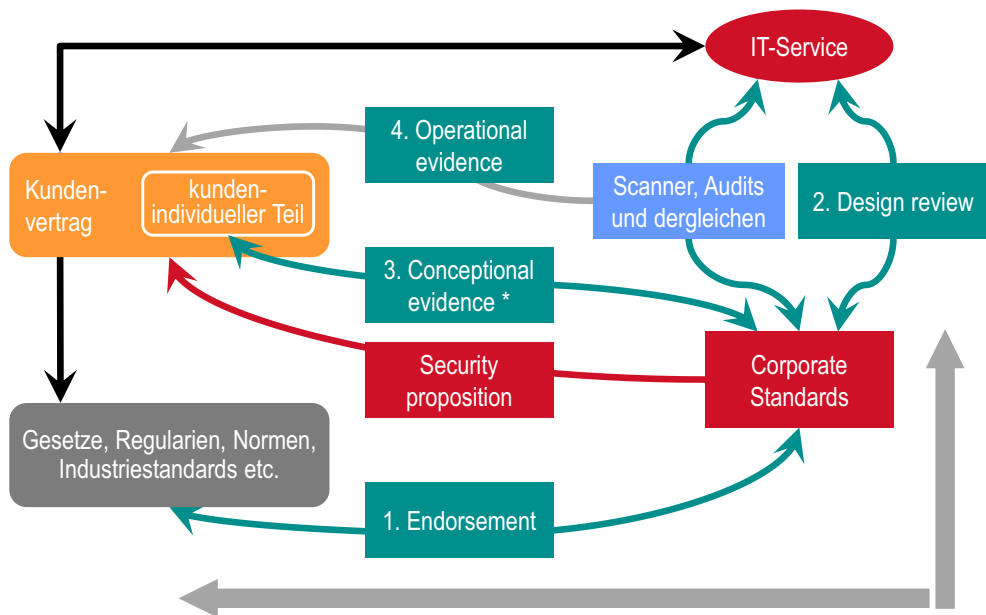 IT-Service
4. Operational
evidence
Kunden-
vertrag
kunden-
individueller Teil
Scanner, Audits
und dergleichen
2. Design review
3. Conceptional
evidence *
Security
proposition
Corporate
Standards
Gesetze, Regularien, Normen,
Industriestandards etc.
1. Endorsement